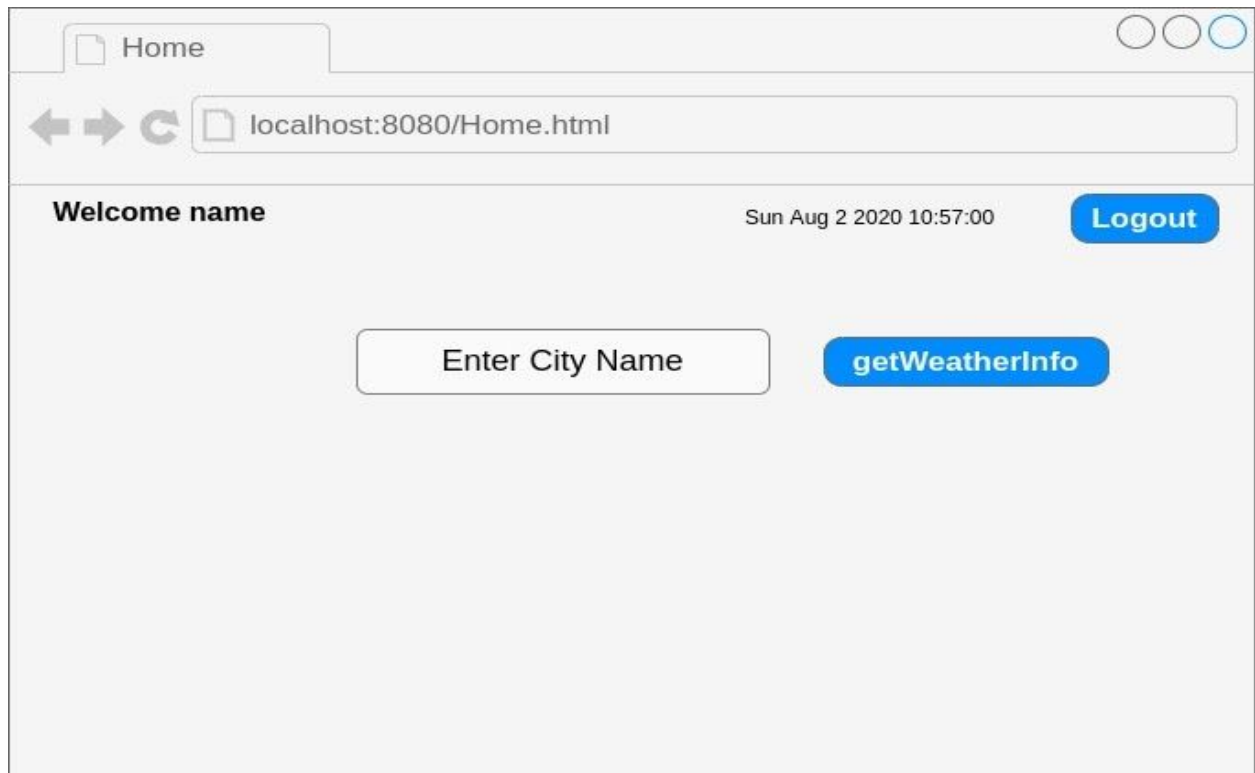 Home
localhost:8080/Home.html
Welcome name
Sun Aug 2 2020 10:57:00
Logout
Enter City Name
getWeatherInfo